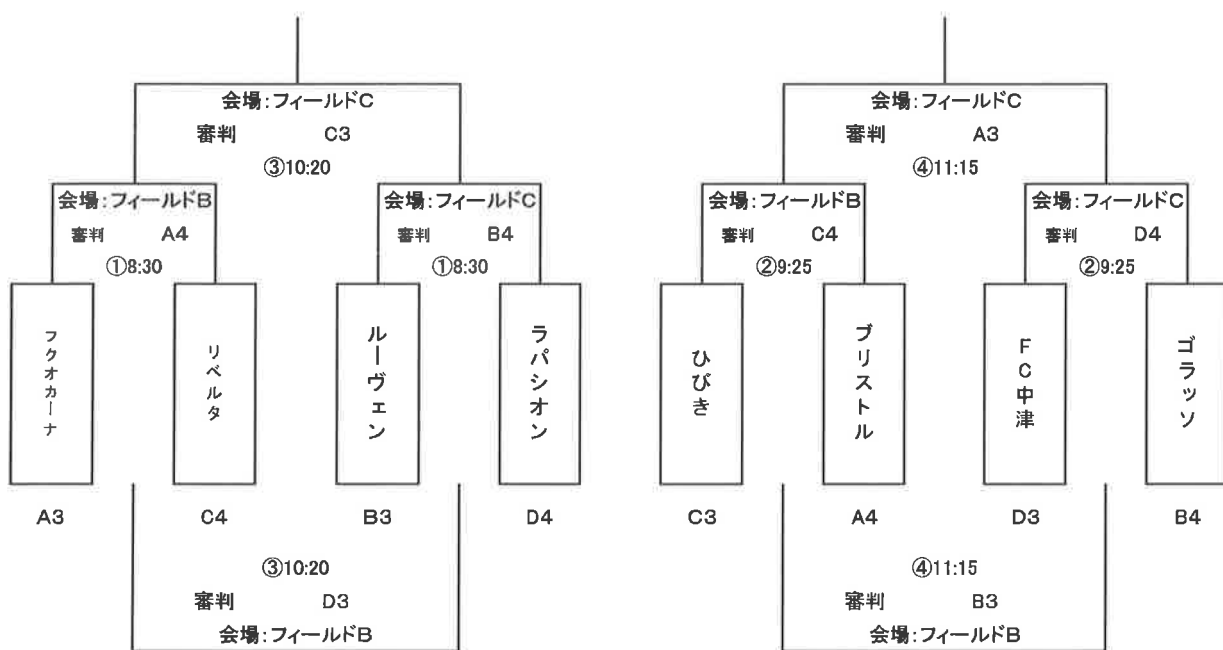 会場:フィールドC
審判 C3
③10:20
会場:フィールドC
審判 A3
④11:15
会場:フィールドB
審判 A4
①8:30
会場:フィールドC
審判 B4
①8:30
会場:フィールドB
審判 C4
②9:25
会場:フィールドC
審判 D4
②9:25
フクオカーナ
リベルタ
ルーヴェン
ラパシオン
ひびき
ブリストル
FC中津
ゴラッソ
A3 C4 B3 D4 C3 A4 D3 B4
③10:20
審判 D3
会場:フィールドB
④11:15
審判 B3
会場:フィールドB